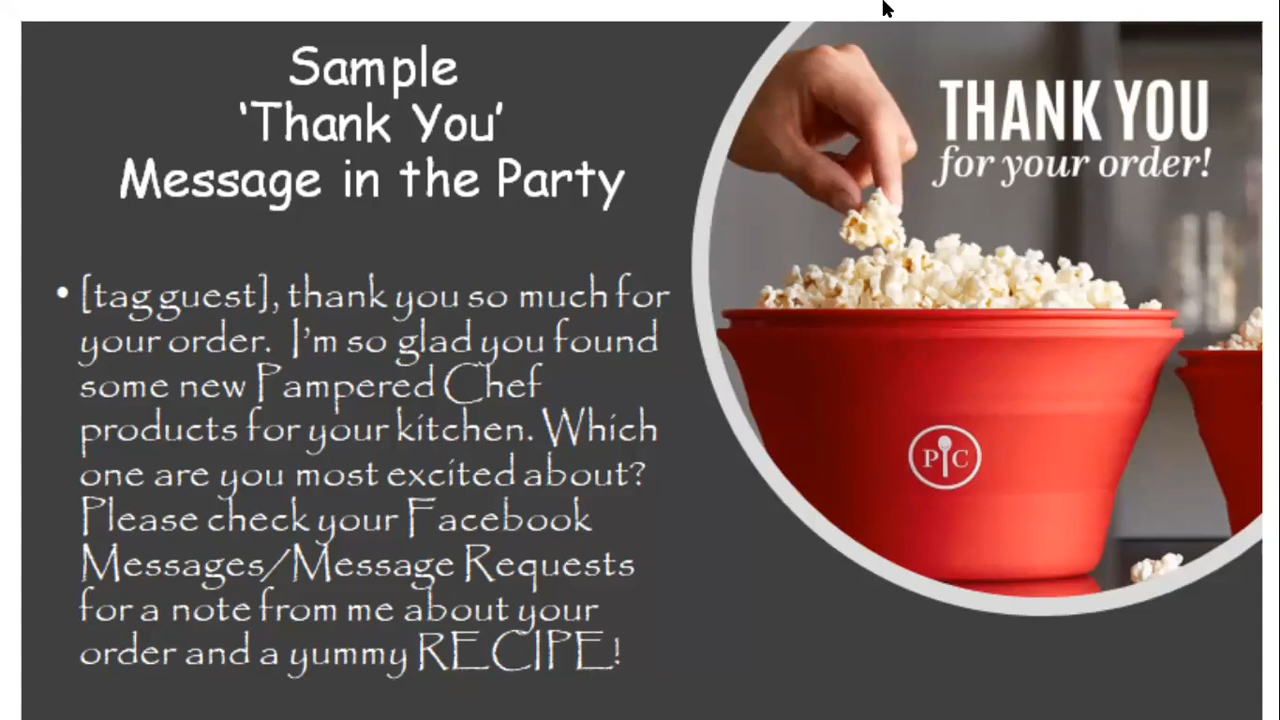 Sample
‘Thank You’
Message in the Party
• [tag guest], thank you so much for
your order.  I’m so glad you found
some new Pampered Chef
products for your kitchen. Which
one are you most excited about?
Please check your Facebook
Messages/Message Requests
for a note from me about your
order and a yummy RECIPE!
THANK YOU
for your order!
P C